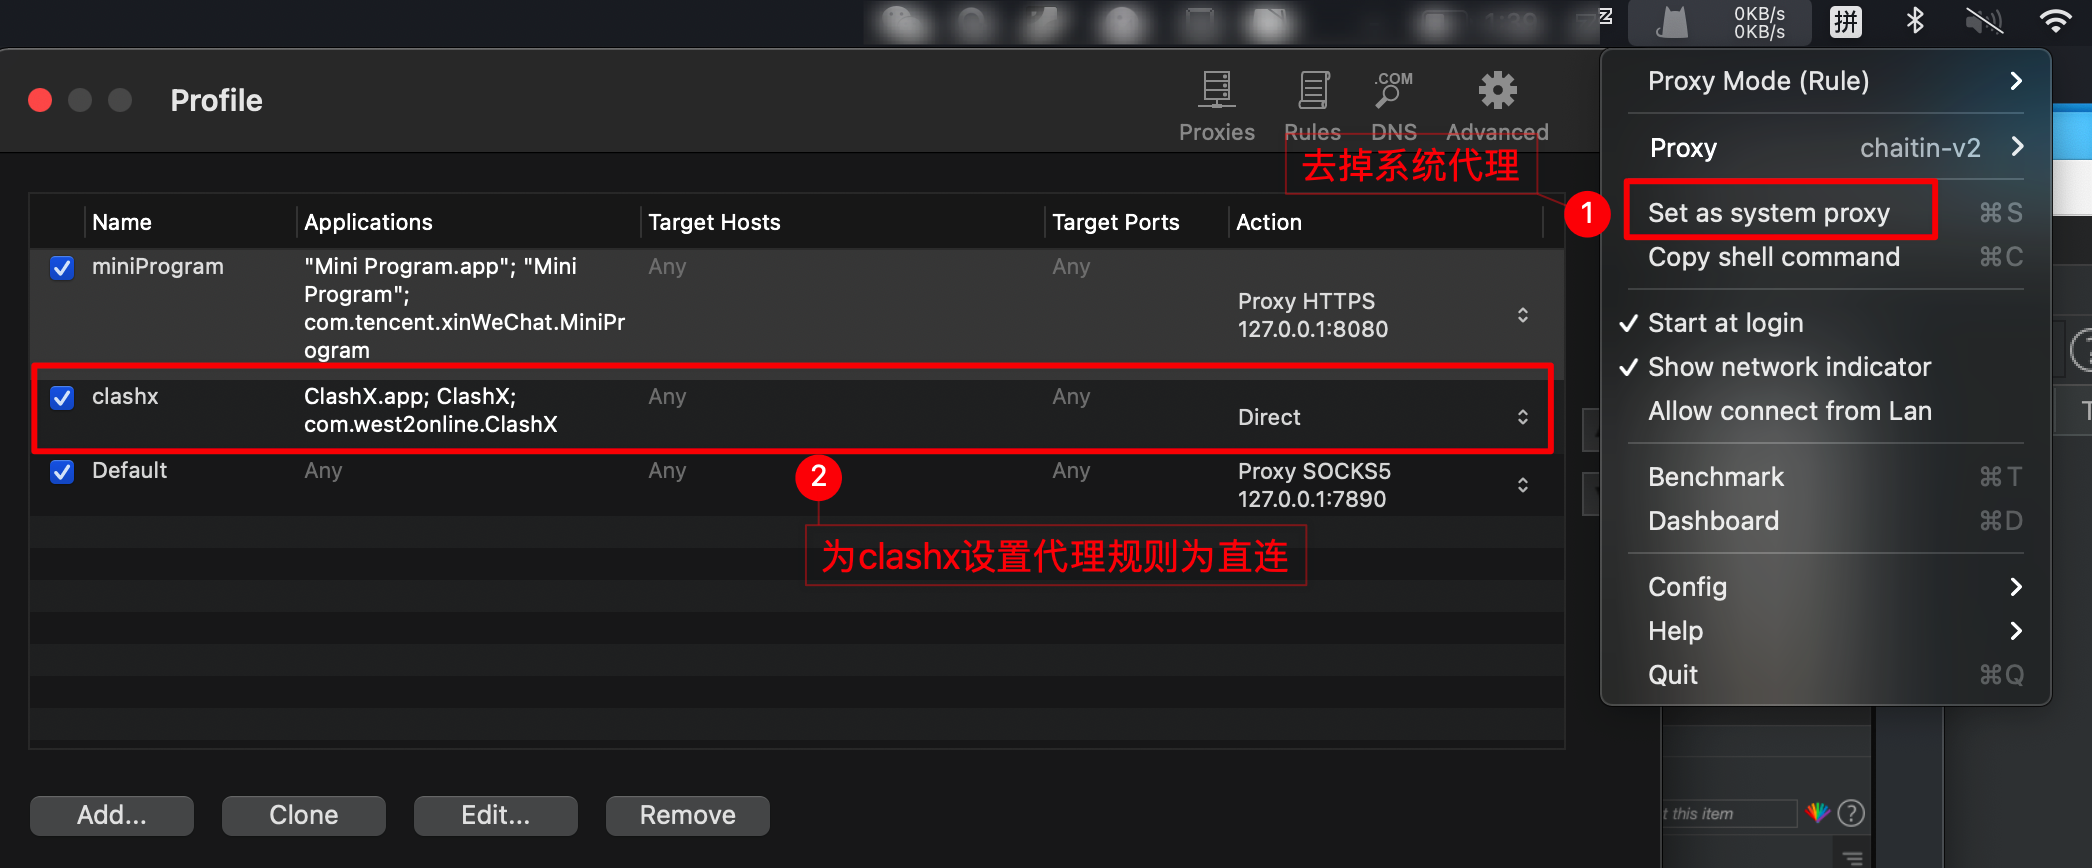 0KB/s
0KB/s
拼
Profile
Proxies
Rules
.COM
DNS
Advanced
去掉系统代理
1
Name
Applications
Target Hosts
Target Ports
Action
miniProgram
"Mini Program.app"; "Mini
Program";
com.tencent.xinWeChat.MiniPr
ogram
Any
Any
Proxy HTTPS
127.0.0.1:8080
clashx
ClashX.app; ClashX;
com.west2online.ClashX
Any
Any
Direct
Default
Any
Any
Any
Proxy SOCKS5
127.0.0.1:7890
2
为clashx设置代理规则为直连
Add...
Clone
Edit...
Remove
Proxy Mode (Rule)
Proxy
chaitin-v2
Set as system proxy
⌘S
Copy shell command
⌘C
Start at login
Show network indicator
Allow connect from Lan
Benchmark
⌘T
Dashboard
⌘D
Config
Help
Quit
⌘Q
this item
?